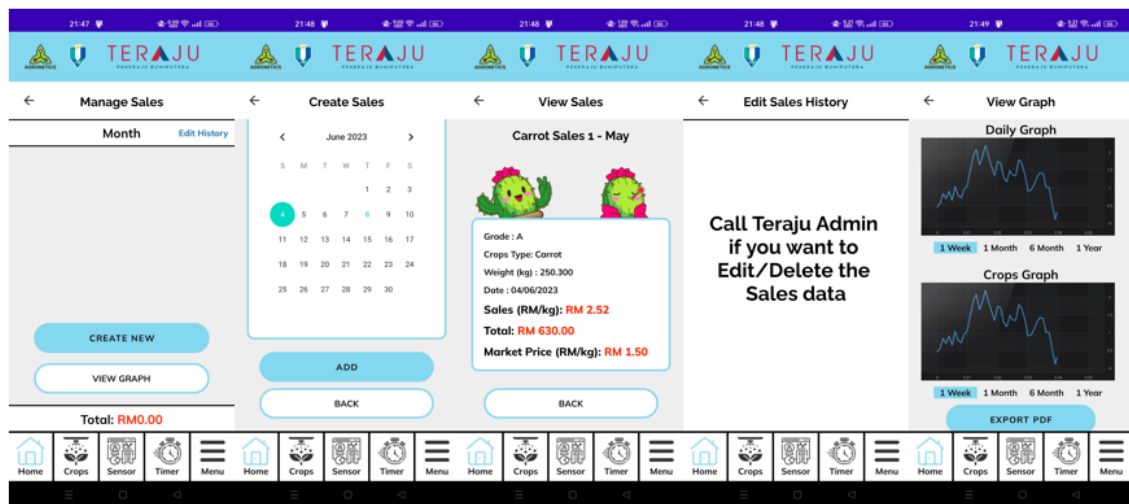 21:47
AGRONETICS
TERAJU
PENERAJU BUMIPUTERA
Manage Sales
Month
Edit History
CREATE NEW
VIEW GRAPH
Total: RM0.00
Home Crops Sensor Timer Menu
21:48
AGRONETICS
TERAJU
PENERAJU BUMIPUTERA
Create Sales
June 2023
S M T W T F S
1 2 3
4 5 6 7 8 9 10
11 12 13 14 15 16 17
18 19 20 21 22 23 24
25 26 27 28 29 30
ADD
BACK
Home Crops Sensor Timer Menu
21:48
AGRONETICS
TERAJU
PENERAJU BUMIPUTERA
View Sales
Carrot Sales 1 - May
Grade : A
Crops Type: Carrot
Weight (kg) : 250.300
Date : 04/06/2023
Sales (RM/kg): RM 2.52
Total: RM 630.00
Market Price (RM/kg): RM 1.50
BACK
Home Crops Sensor Timer Menu
21:48
AGRONETICS
TERAJU
PENERAJU BUMIPUTERA
Edit Sales History
Call Teraju Admin
if you want to
Edit/Delete the
Sales data
Home Crops Sensor Timer Menu
21:49
AGRONETICS
TERAJU
PENERAJU BUMIPUTERA
View Graph
Daily Graph
1 Week 1 Month 6 Month 1 Year
Crops Graph
1 Week 1 Month 6 Month 1 Year
EXPORT PDF
Home Crops Sensor Timer Menu